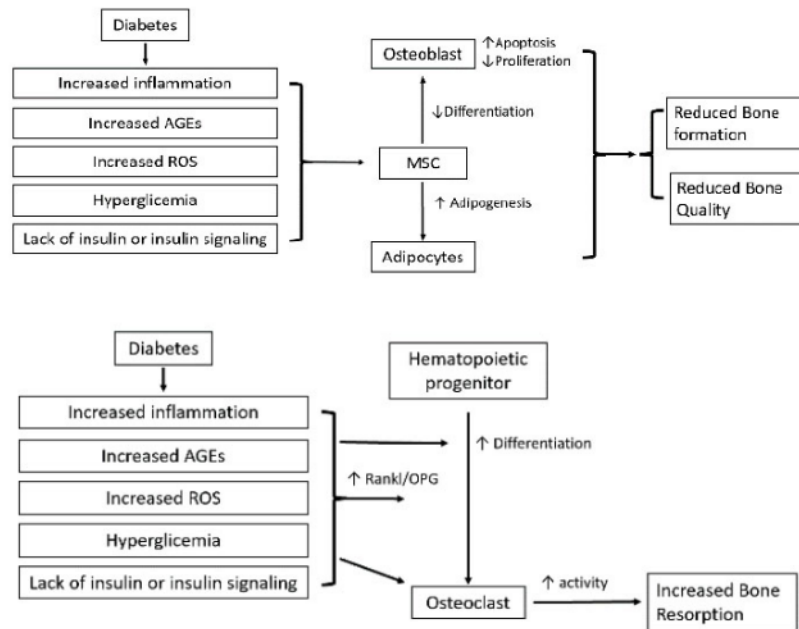 Diabetes
Increased inflammation
Increased AGEs
Increased ROS
Hyperglicemia
Lack of insulin or insulin signaling
Osteoblast
↑Apoptosis
↓Proliferation
↓Differentiation
MSC
↑ Adipogenesis
Adipocytes
Reduced Bone
formation
Reduced Bone
Quality
Diabetes
Increased inflammation
Increased AGEs
Increased ROS
Hyperglicemia
Lack of insulin or insulin signaling
↑ Rankl/OPG
Hematopoietic
progenitor
↑ Differentiation
Osteoclast
↑ activity
Increased Bone
Resorption